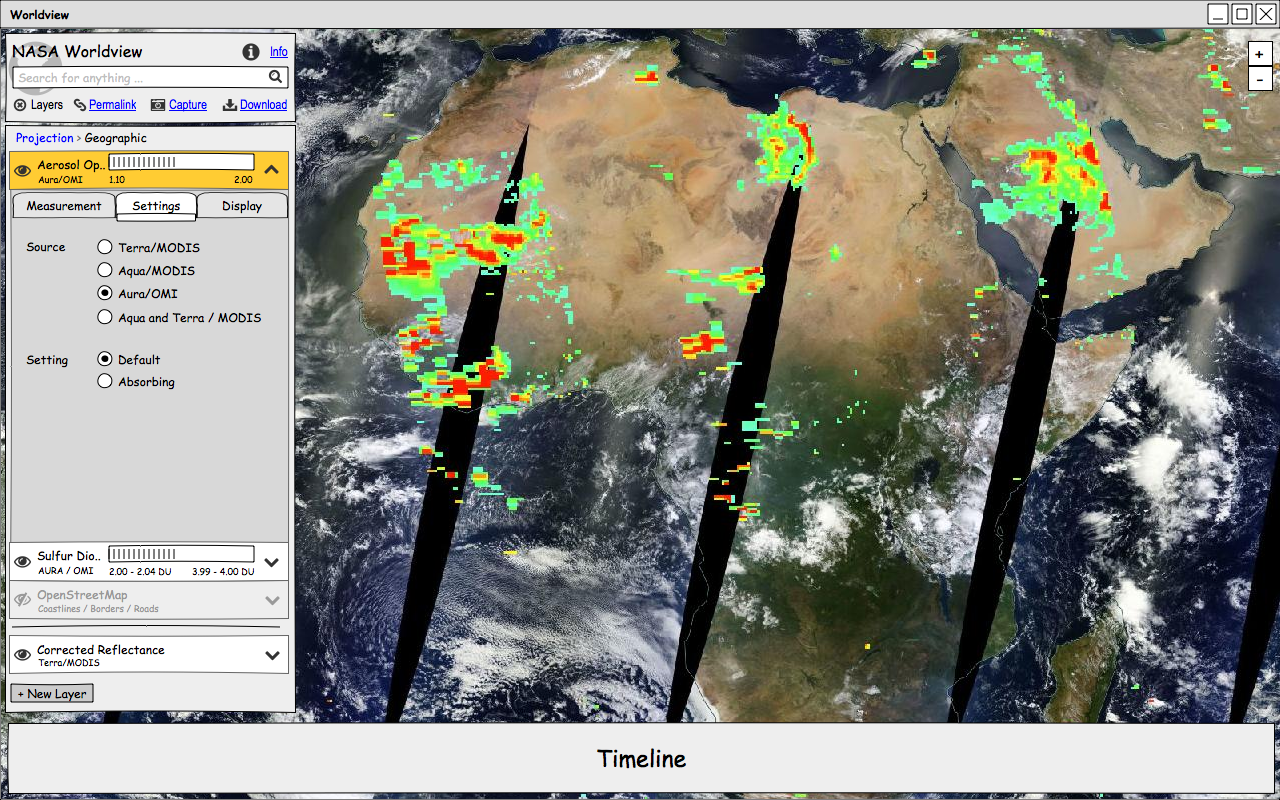 Worldview
NASA Worldview
Info
Search for anything ...
Layers Permalink Capture Download
Projection > Geographic
Aerosol Op..
Aura/OMI 1.10 2.00
Measurement Settings Display
Source Terra/MODIS
Aqua/MODIS
Aura/OMI
Aqua and Terra / MODIS
Setting Default
Absorbing
Sulfur Dio..
AURA / OMI 2.00 - 2.04 DU 3.99 - 4.00 DU
OpenStreetMap
Coastlines / Borders / Roads
Corrected Reflectance
Terra/MODIS
+ New Layer
+
-
Timeline